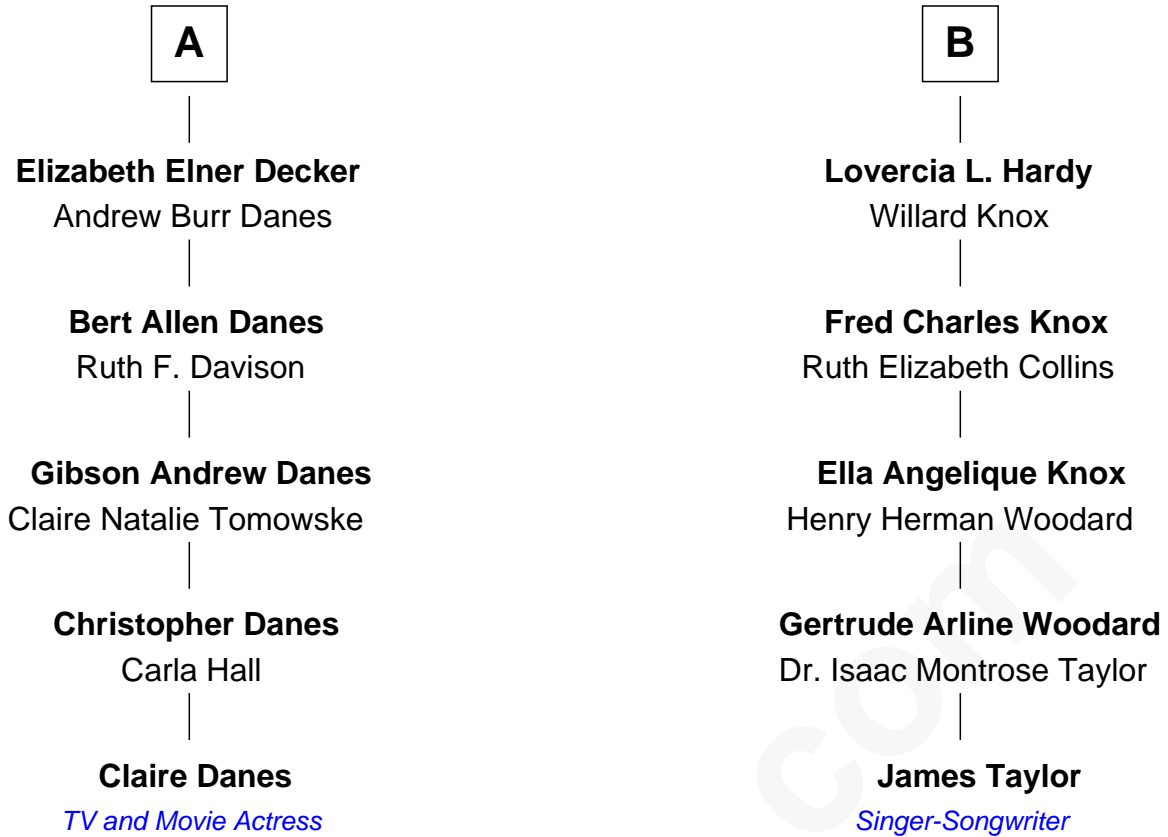 A
Elizabeth Elner Decker
Andrew Burr Danes
Bert Allen Danes
Ruth F. Davison
Gibson Andrew Danes
Claire Natalie Tomowske
Christopher Danes
Carla Hall
Claire Danes
TV and Movie Actress
B
Lovercia L. Hardy
Willard Knox
Fred Charles Knox
Ruth Elizabeth Collins
Ella Angelique Knox
Henry Herman Woodard
Gertrude Arline Woodard
Dr. Isaac Montrose Taylor
James Taylor
Singer-Songwriter
com